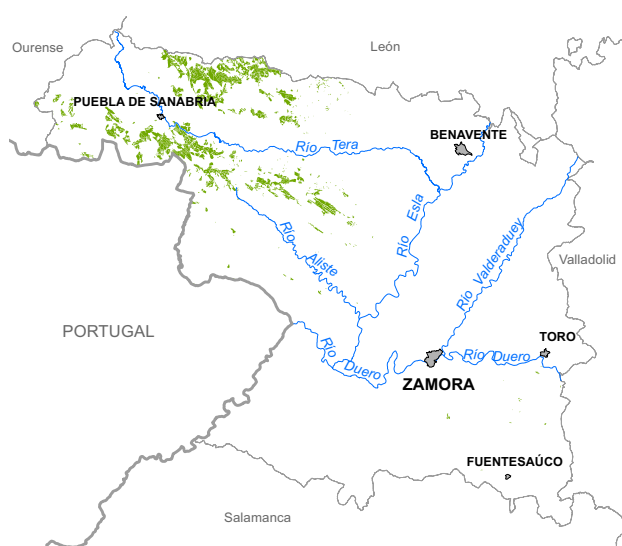 Ourense
León
PUEBLA DE SANABRIA
BENAVENTE
Río Tera
Río Esla
Río Aliste
Río Valderaduey
Valladolid
PORTUGAL
TORO
Río Duero
Río Duero
ZAMORA
FUENTESAÚCO
Salamanca